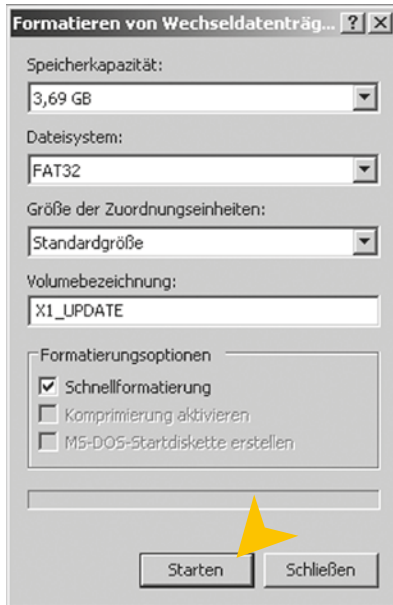 Formatieren von Wechseldatenträg...
Speicherkapazität:
3,69 GB
Dateisystem:
FAT32
Größe der Zuordnungseinheiten:
Standardgröße
Volumebezeichnung:
X1_UPDATE
Formatierungsoptionen
Schnellformatierung
Komprimierung aktivieren
MS-DOS-Startdiskette erstellen
Starten
Schließen